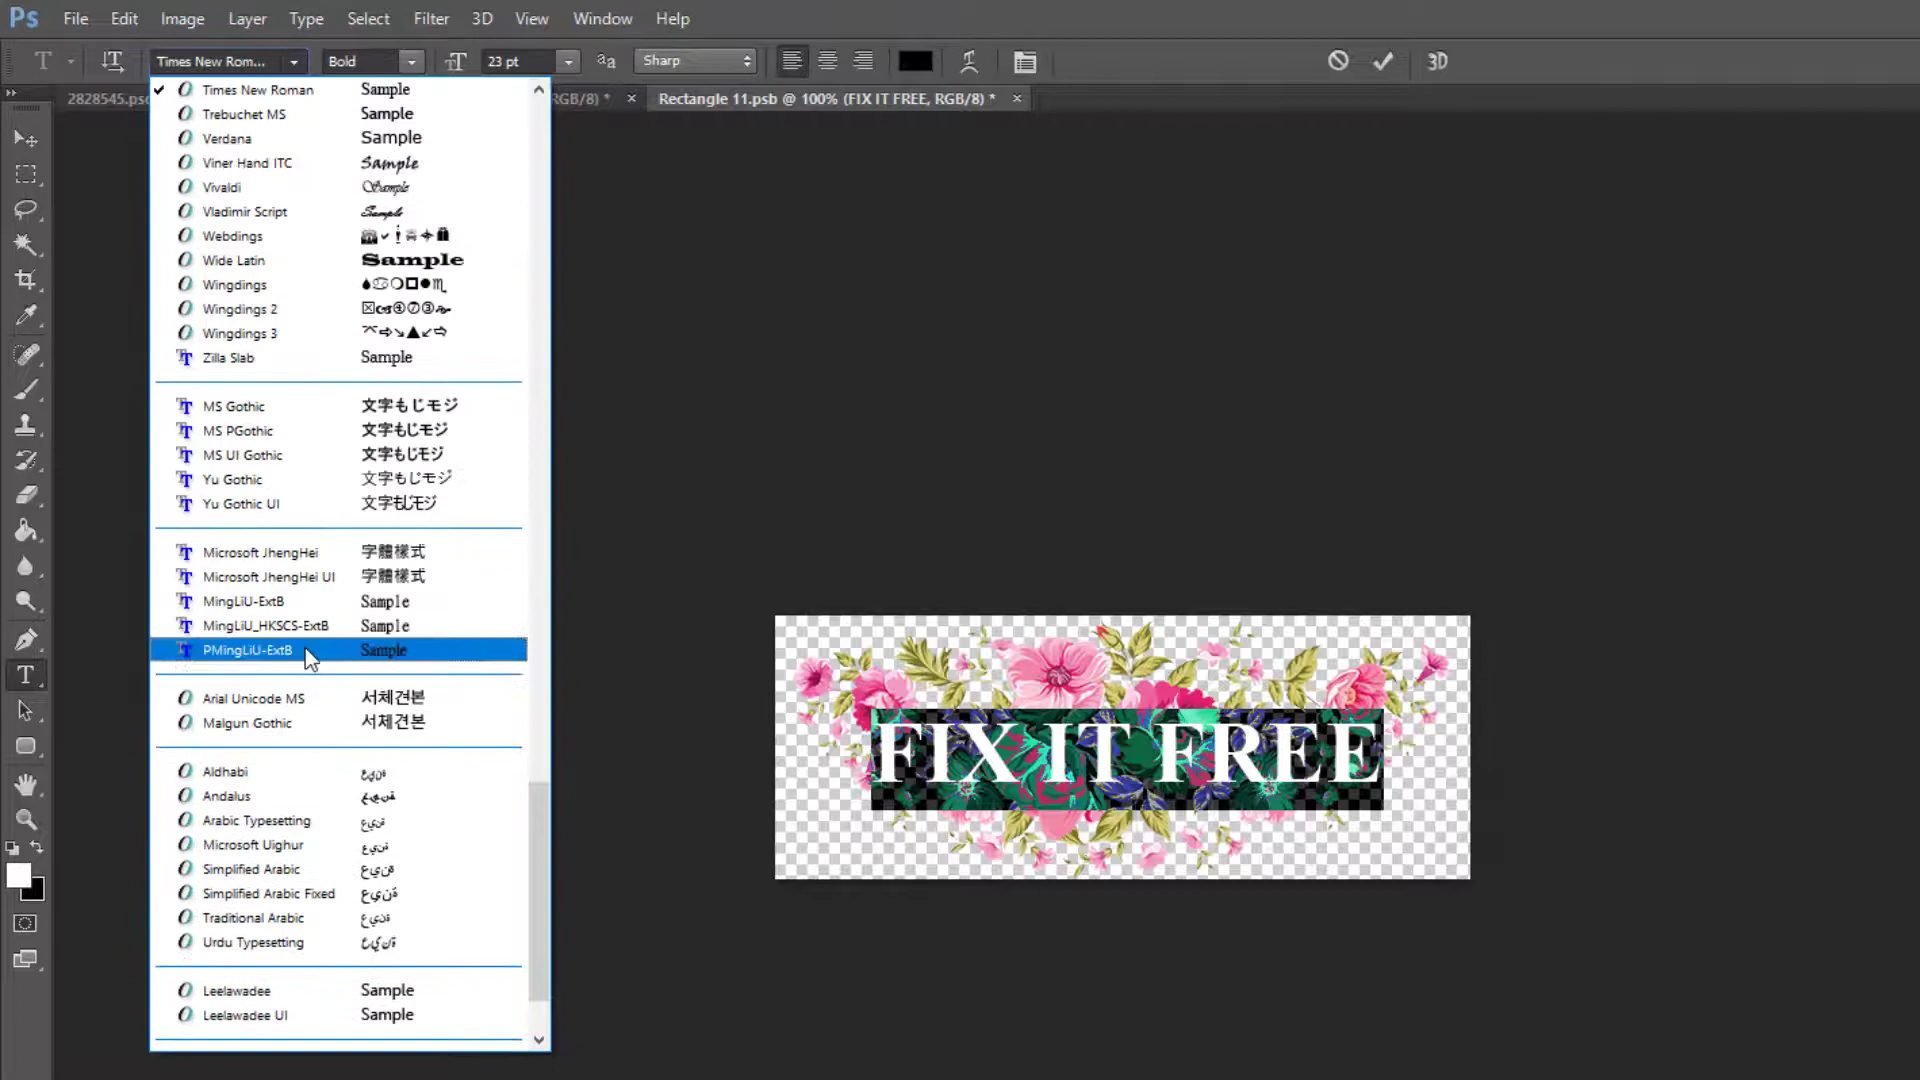 Ps File Edit Image Layer Type Select Filter 3D View Window Help
T Times New Rom... Bold 23 pt Sharp 3D
2828545.psd RGB/8) * × Rectangle 11.psb @ 100% (FIX IT FREE, RGB/8) * ×
Times New Roman Sample
Trebuchet MS Sample
Verdana Sample
Viner Hand ITC Sample
Vivaldi Sample
Vladimir Script Sample
Webdings
Wide Latin Sample
Wingdings
Wingdings 2
Wingdings 3
Zilla Slab Sample
MS Gothic 文字もじモジ
MS PGothic 文字もじモジ
MS UI Gothic 文字もじモジ
Yu Gothic 文字もじモジ
Yu Gothic UI 文字もじモジ
Microsoft JhengHei 字體樣式
Microsoft JhengHei UI 字體樣式
MingLiU-ExtB Sample
MingLiU_HKSCS-ExtB Sample
PMingLiU-ExtB Sample
Arial Unicode MS 서체견본
Malgun Gothic 서체견본
Aldhabi
Andalus
Arabic Typesetting
Microsoft Uighur
Simplified Arabic
Simplified Arabic Fixed
Traditional Arabic
Urdu Typesetting
Leelawadee Sample
Leelawadee UI Sample
FIX IT FREE